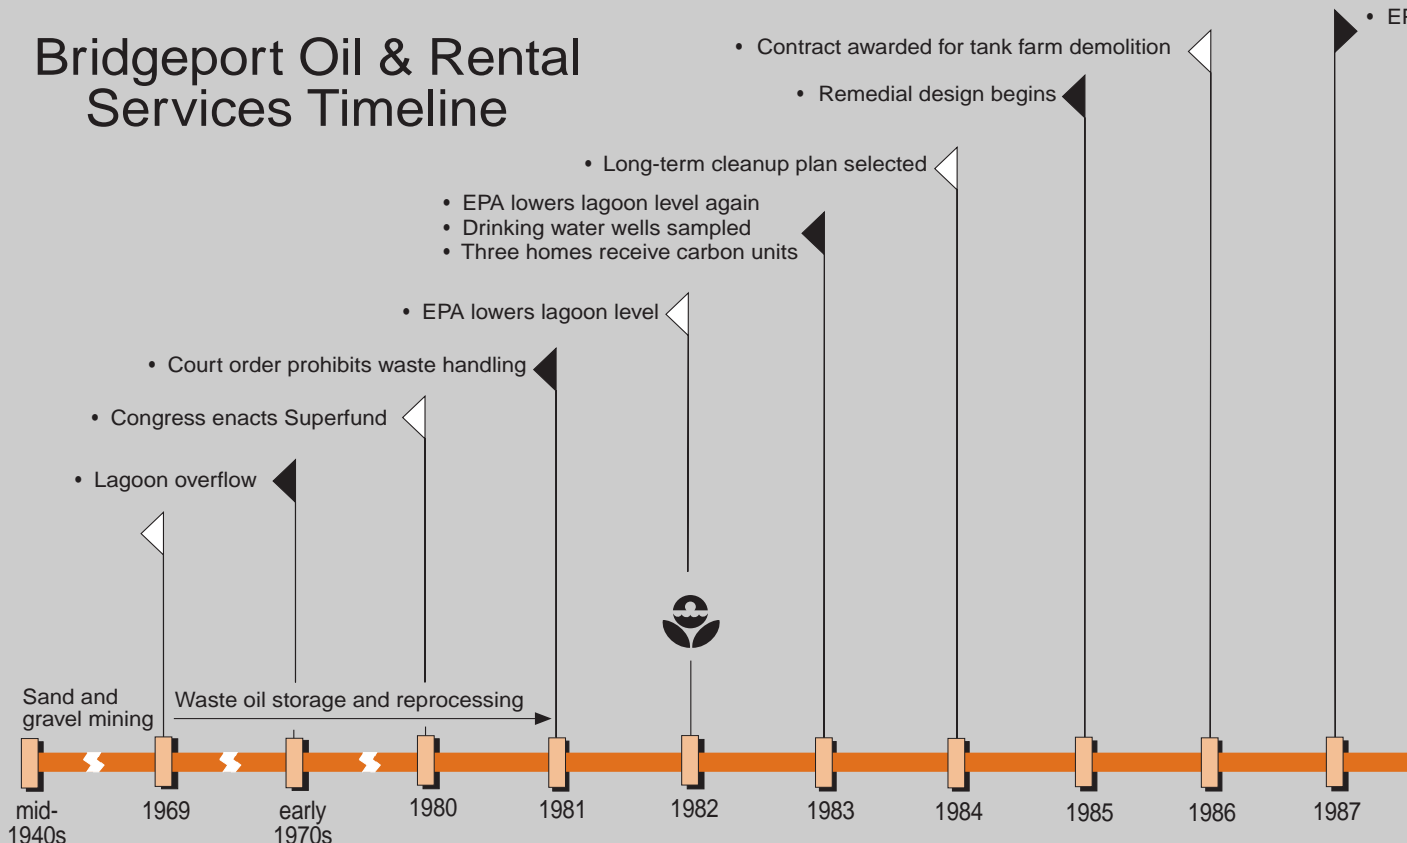 Bridgeport Oil & Rental
Services Timeline
• Contract awarded for tank farm demolition
• Remedial design begins
• Long-term cleanup plan selected
• EPA lowers lagoon level again
• Drinking water wells sampled
• Three homes receive carbon units
• EPA lowers lagoon level
• Court order prohibits waste handling
• Congress enacts Superfund
• Lagoon overflow
Sand and
gravel mining
Waste oil storage and reprocessing
mid-
1940s
1969
early
1970s
1980
1981
1982
1983
1984
1985
1986
1987